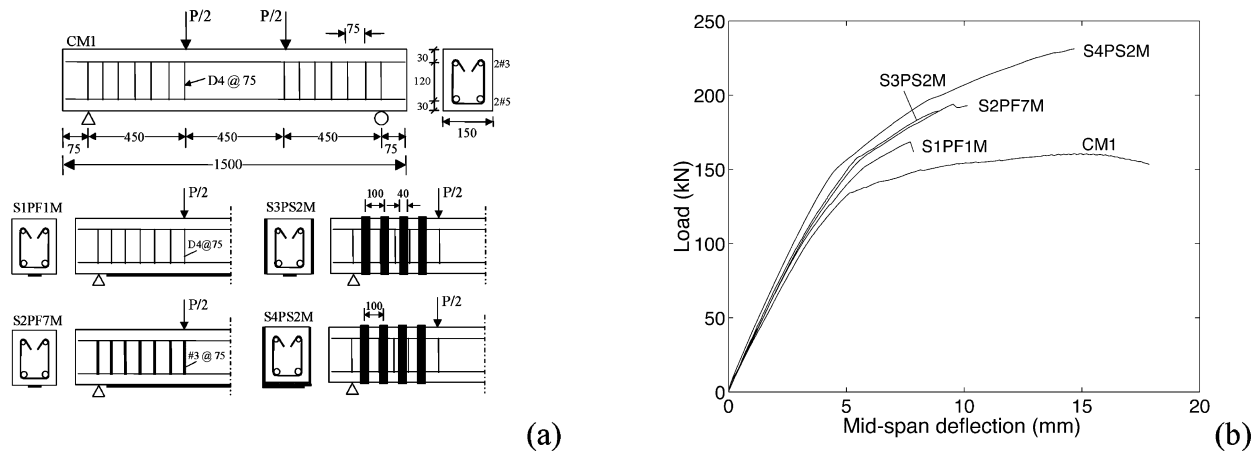 P/2
P/2
CM1
75
30
120
30
D4 @ 75
2#3
2#5
75
450
450
450
75
150
1500
S1PF1M
P/2
D4@75
S3PS2M
100
40
P/2
S2PF7M
P/2
#3 @ 75
S4PS2M
100
P/2
(a)
250
200
150
100
50
0
Load (kN)
S4PS2M
S3PS2M
S2PF7M
S1PF1M
CM1
0 5 10 15 20
Mid-span deflection (mm)
(b)